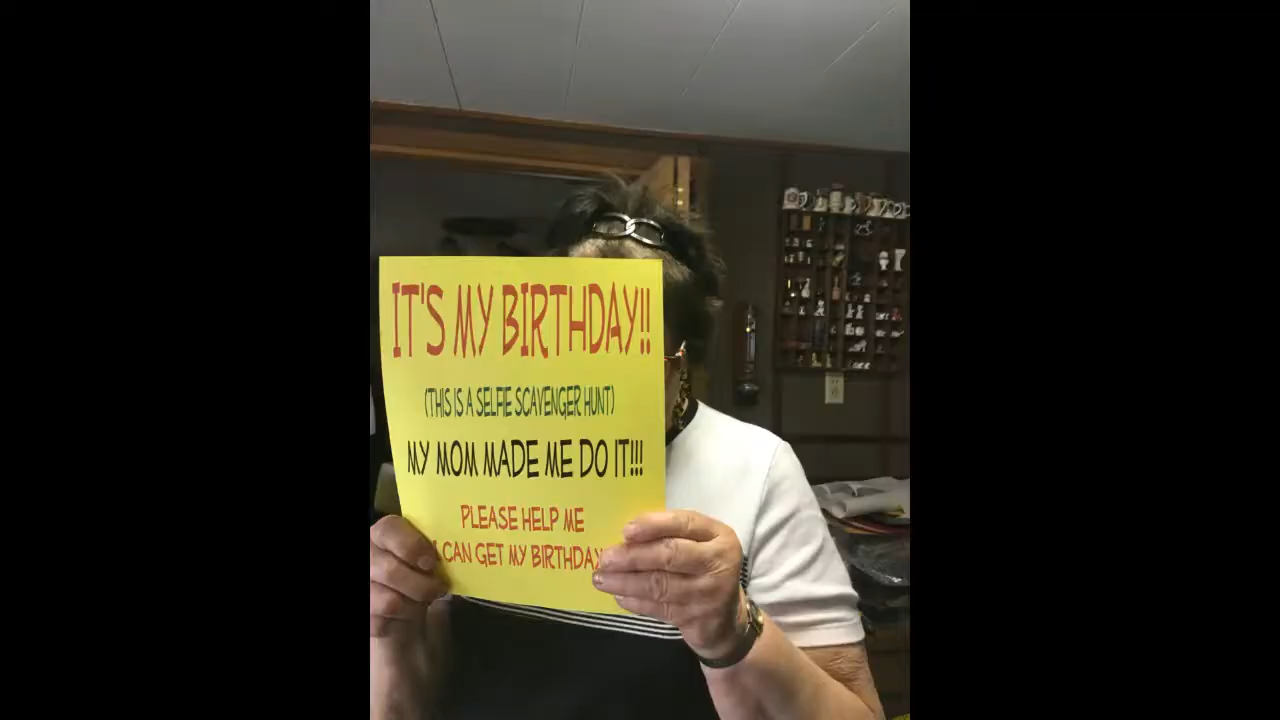 IT'S MY BIRTHDAY!!
(THIS IS A SELFIE SCAVENGER HUNT)
MY MOM MADE ME DO IT!!!
PLEASE HELP ME
I CAN GET MY BIRTHDAY